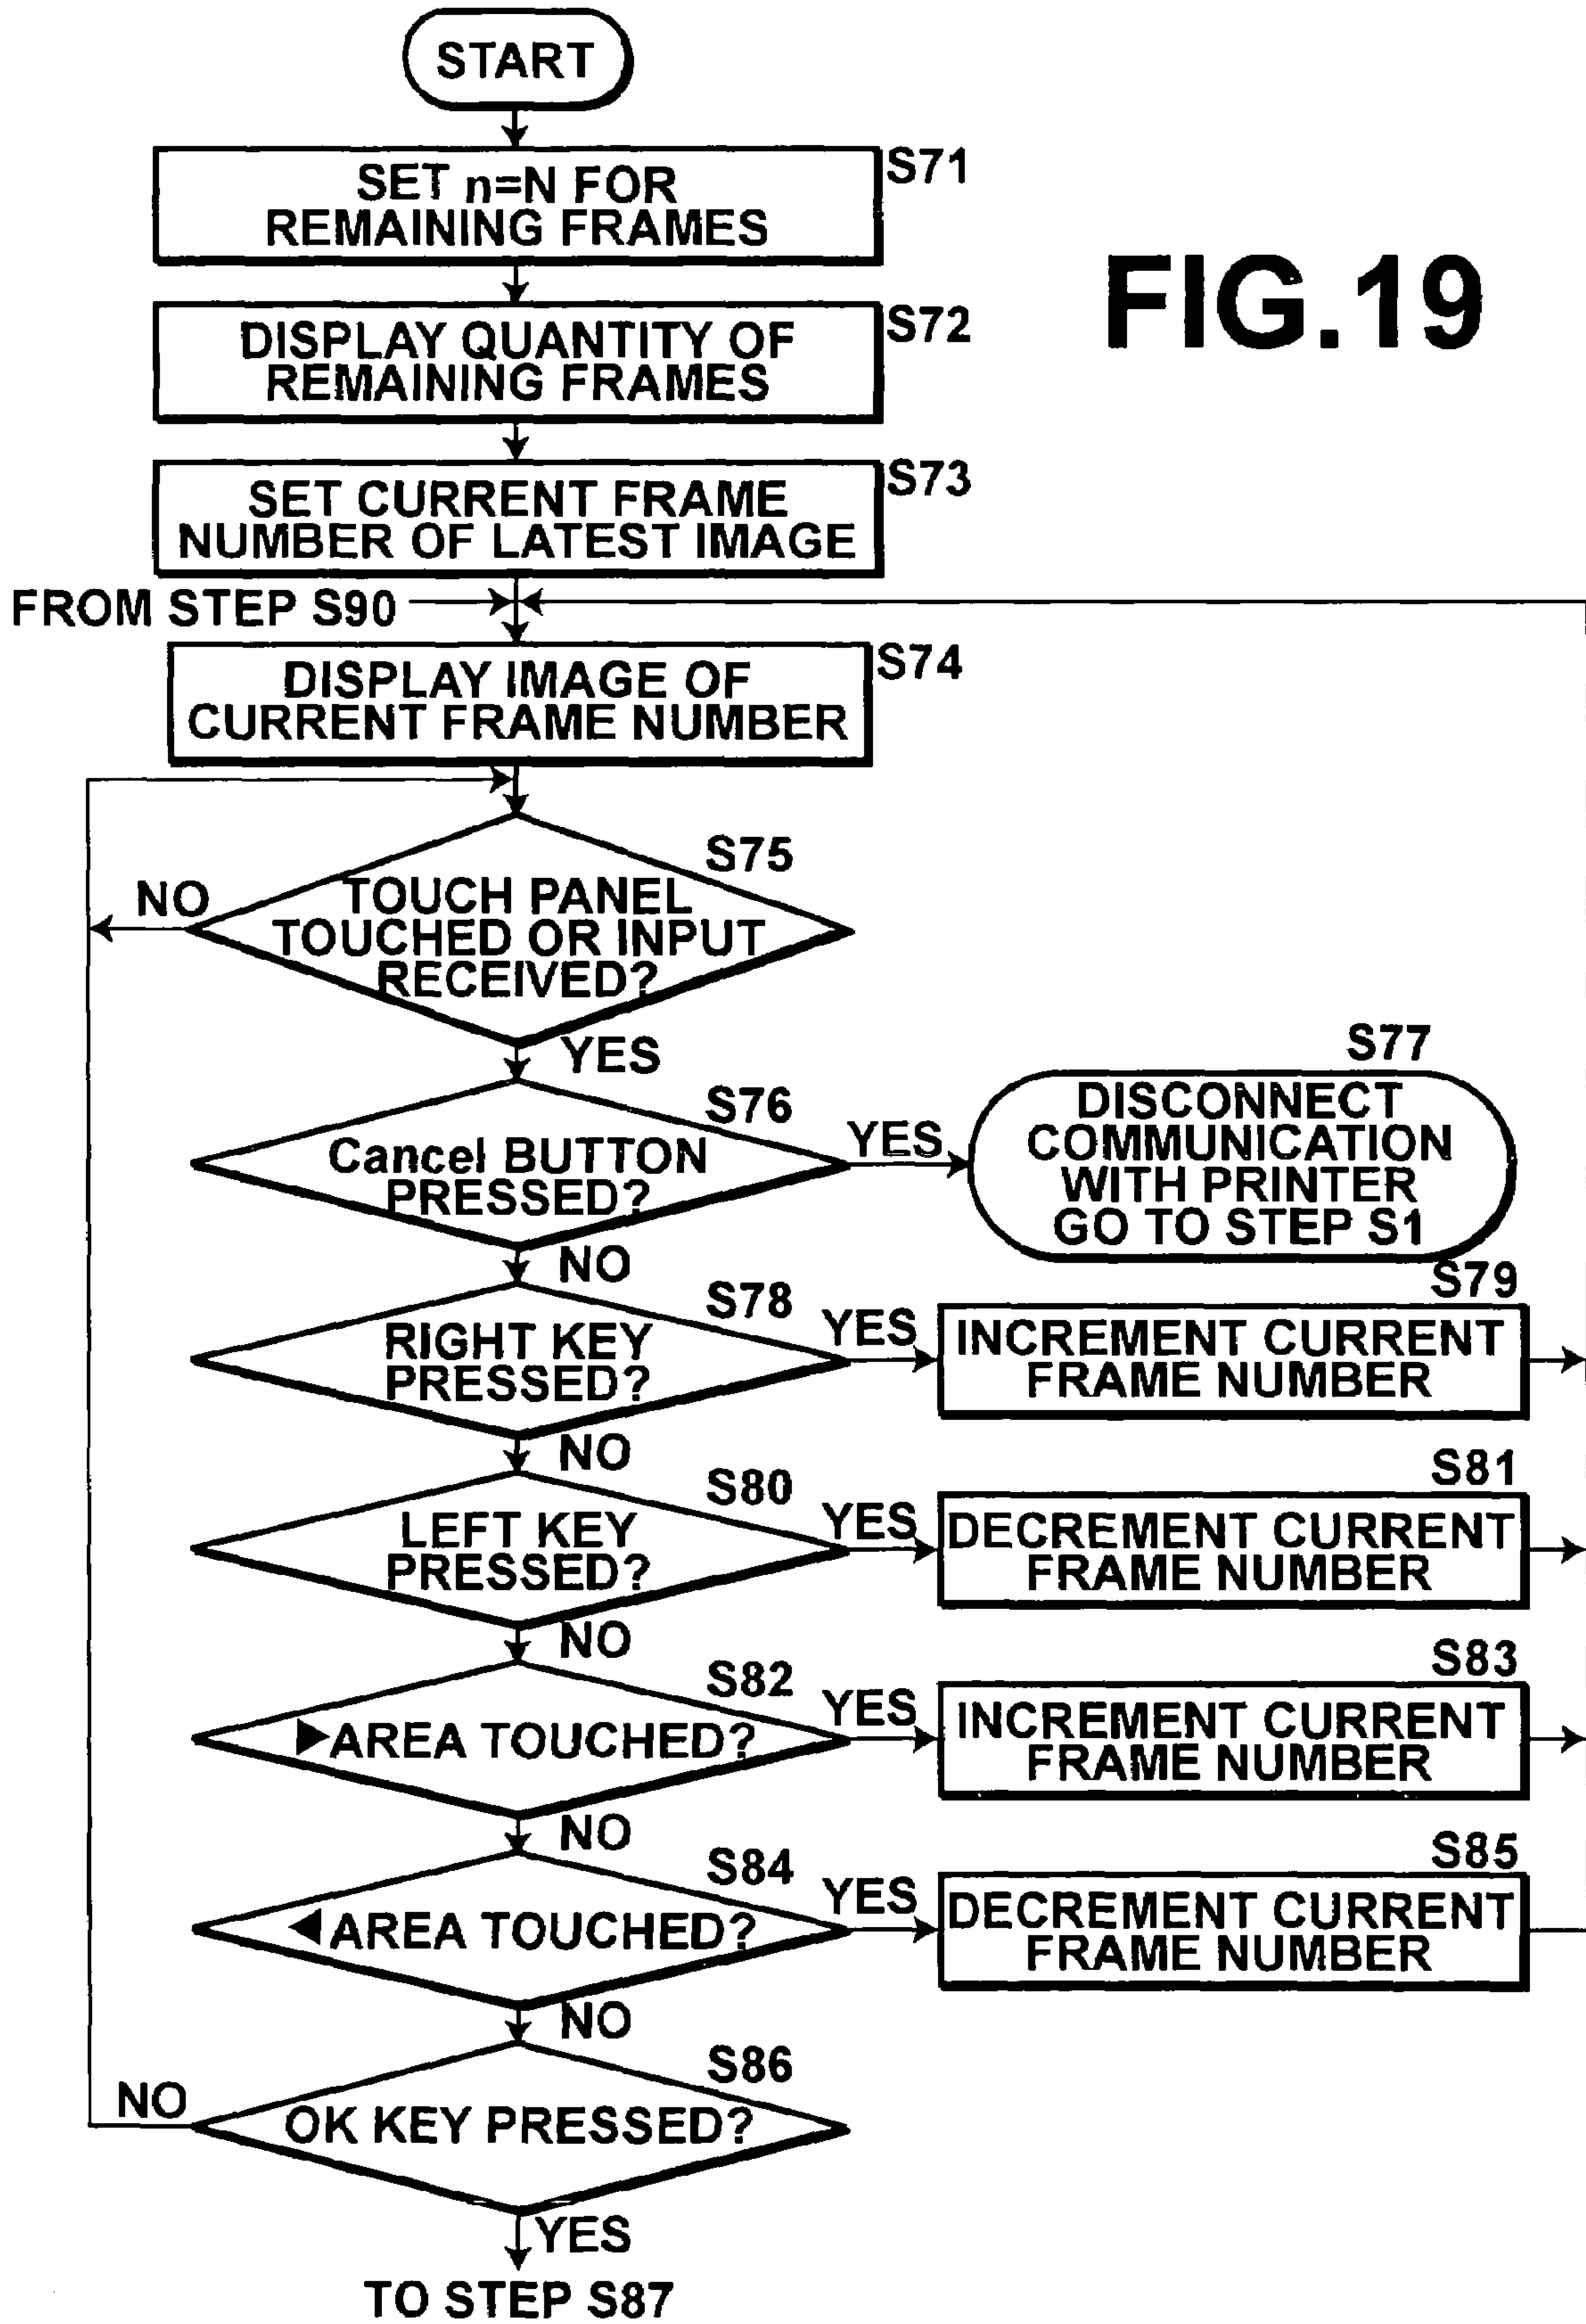 START
S71
SET n=N FOR
REMAINING FRAMES
FIG.19
S72
DISPLAY QUANTITY OF
REMAINING FRAMES
S73
SET CURRENT FRAME
NUMBER OF LATEST IMAGE
FROM STEP S90
S74
DISPLAY IMAGE OF
CURRENT FRAME NUMBER
S75
NO
TOUCH PANEL
TOUCHED OR INPUT
RECEIVED?
YES
S76
Cancel BUTTON
PRESSED?
YES
S77
DISCONNECT
COMMUNICATION
WITH PRINTER
GO TO STEP S1
NO
S78
RIGHT KEY
PRESSED?
YES
S79
INCREMENT CURRENT
FRAME NUMBER
NO
S80
LEFT KEY
PRESSED?
YES
S81
DECREMENT CURRENT
FRAME NUMBER
NO
S82
▶AREA TOUCHED?
YES
S83
INCREMENT CURRENT
FRAME NUMBER
NO
S84
◀AREA TOUCHED?
YES
S85
DECREMENT CURRENT
FRAME NUMBER
NO
S86
NO
OK KEY PRESSED?
YES
TO STEP S87